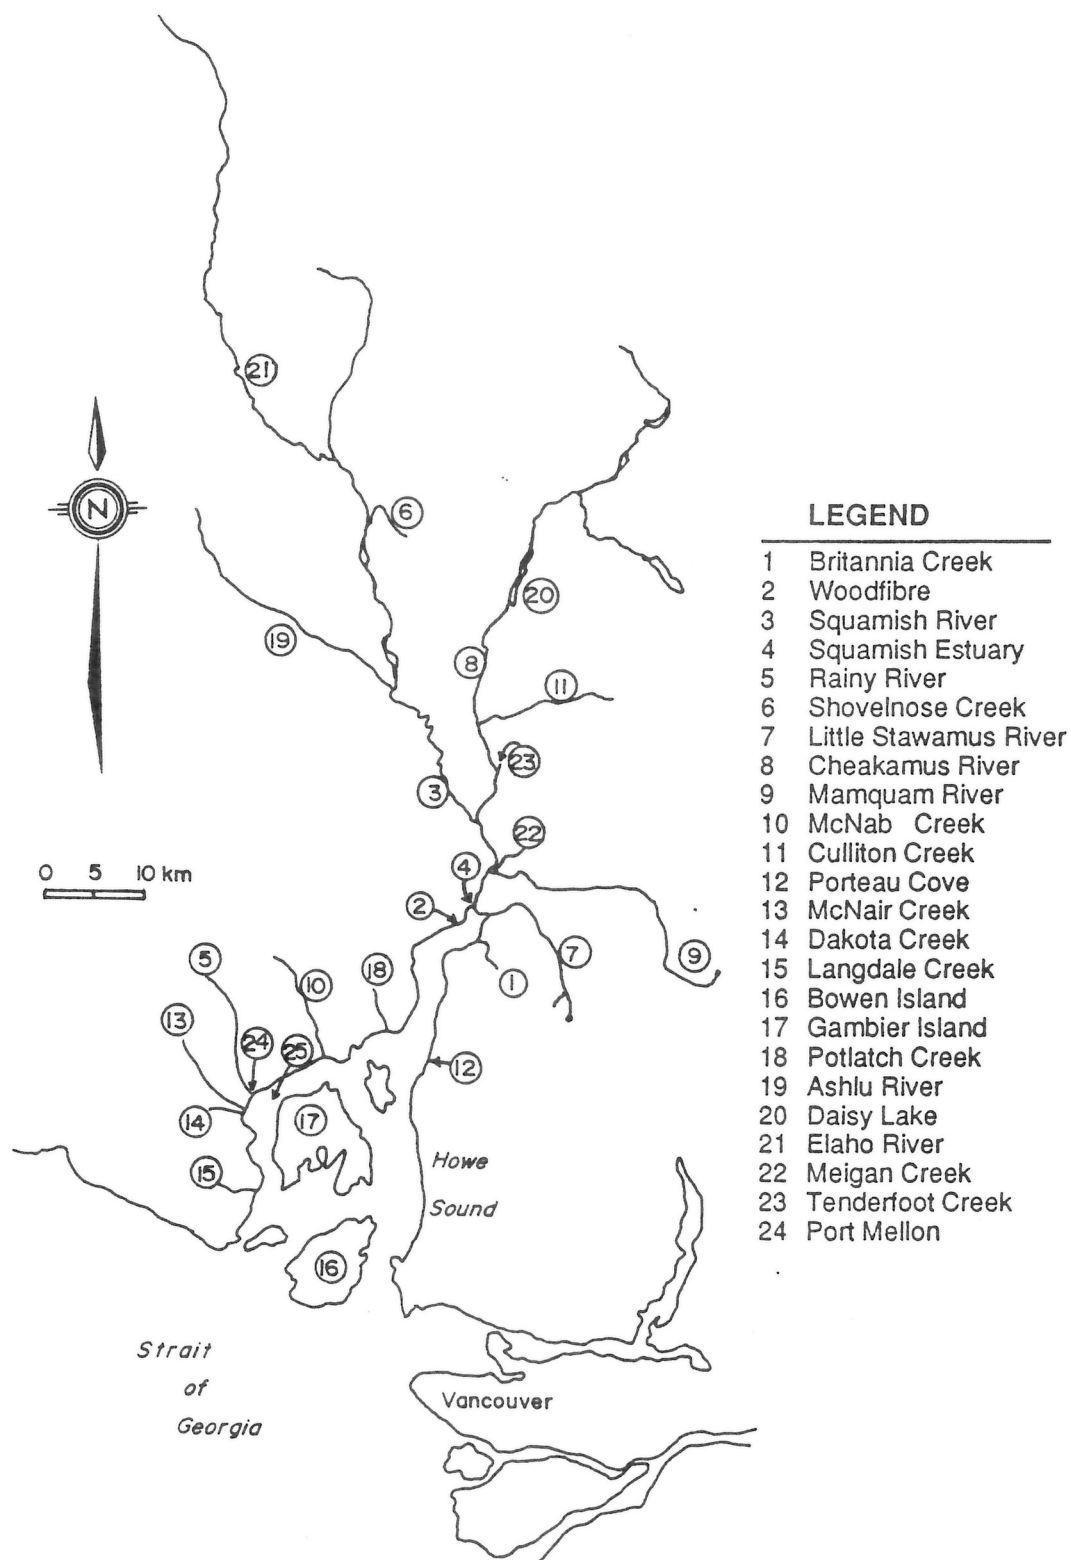 21
N
6
LEGEND
1 Britannia Creek
2 Woodfibre
3 Squamish River
4 Squamish Estuary
5 Rainy River
6 Shovelnose Creek
7 Little Stawamus River
8 Cheakamus River
9 Mamquam River
10 McNab Creek
11 Culliton Creek
12 Porteau Cove
13 McNair Creek
14 Dakota Creek
15 Langdale Creek
16 Bowen Island
17 Gambier Island
18 Potlatch Creek
19 Ashlu River
20 Daisy Lake
21 Elaho River
22 Meigan Creek
23 Tenderfoot Creek
24 Port Mellon
20
19
8
11
23
3
22
0 5 10 km
4
2
7
9
5
10
18
1
13
24
25
12
14
17
15
Howe
Sound
16
Strait
of
Georgia
Vancouver